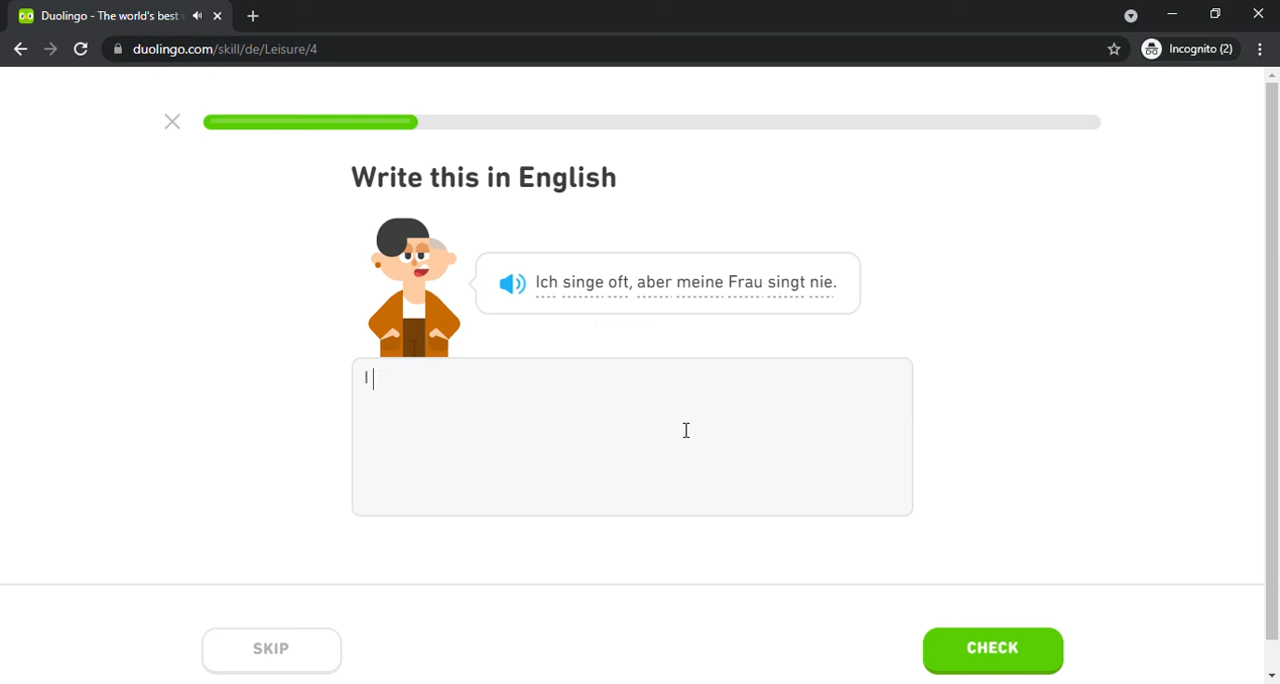 Duolingo - The world's best
duolingo.com/skill/de/Leisure/4
Incognito (2)
Write this in English
Ich singe oft, aber meine Frau singt nie.
I
SKIP
CHECK